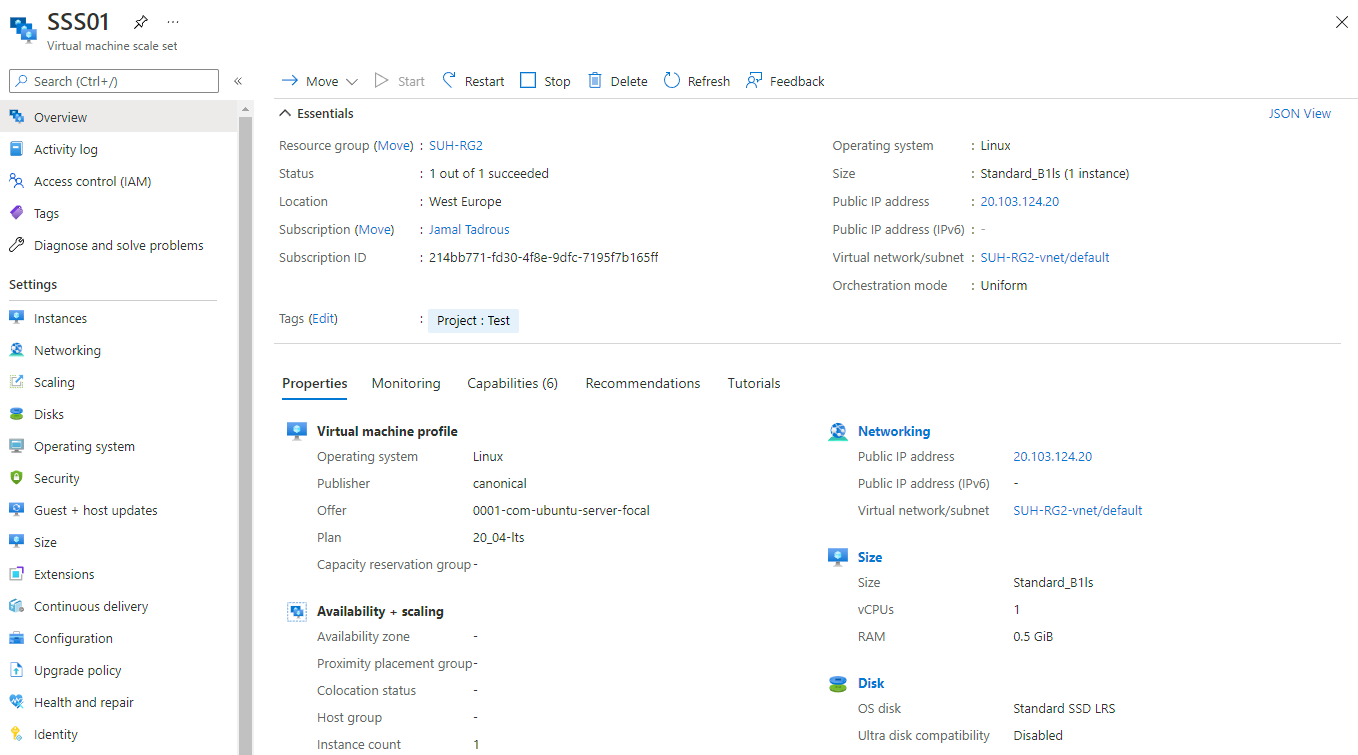 SSS01
Virtual machine scale set
Search (Ctrl+/)
«
Overview
Activity log
Access control (IAM)
Tags
Diagnose and solve problems
Settings
Instances
Networking
Scaling
Disks
Operating system
Security
Guest + host updates
Size
Extensions
Continuous delivery
Configuration
Upgrade policy
Health and repair
Identity
Move Start Restart Stop Delete Refresh Feedback
Essentials JSON View
Resource group (Move) : SUH-RG2
Status : 1 out of 1 succeeded
Location : West Europe
Subscription (Move) : Jamal Tadrous
Subscription ID : 214bb771-fd30-4f8e-9dfc-7195f7b165ff
Operating system : Linux
Size : Standard_B1ls (1 instance)
Public IP address : 20.103.124.20
Public IP address (IPv6) : -
Virtual network/subnet : SUH-RG2-vnet/default
Orchestration mode : Uniform
Tags (Edit) : Project : Test
Properties Monitoring Capabilities (6) Recommendations Tutorials
Virtual machine profile
Operating system Linux
Publisher canonical
Offer 0001-com-ubuntu-server-focal
Plan 20_04-lts
Capacity reservation group -
Availability + scaling
Availability zone -
Proximity placement group -
Colocation status -
Host group -
Instance count 1
Networking
Public IP address 20.103.124.20
Public IP address (IPv6) -
Virtual network/subnet SUH-RG2-vnet/default
Size
Size Standard_B1ls
vCPUs 1
RAM 0.5 GiB
Disk
OS disk Standard SSD LRS
Ultra disk compatibility Disabled